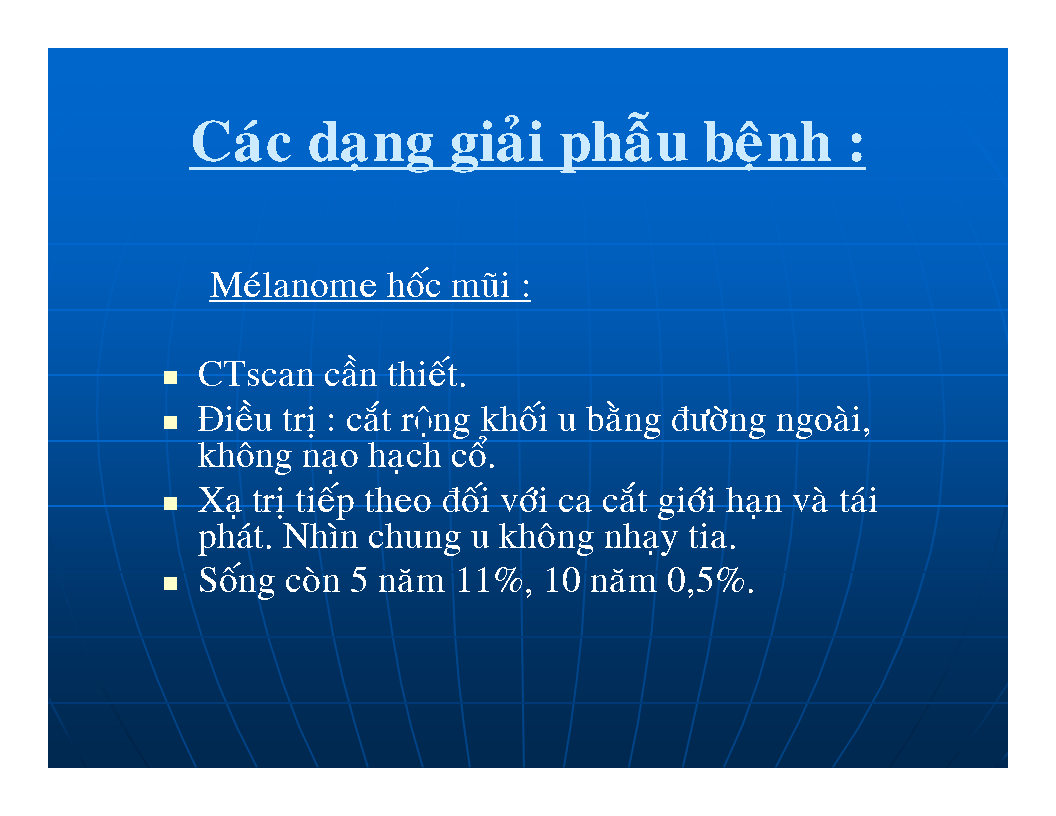 Các dạng giải phẫu bệnh :
Mélanome hốc mũi :
CTscan cần thiết.
Điều trị : cắt rộng khối u bằng đường ngoài,
không nạo hạch cổ.
Xạ trị tiếp theo đối với ca cắt giới hạn và tái
phát. Nhìn chung u không nhạy tia.
Sống còn 5 năm 11%, 10 năm 0,5%.